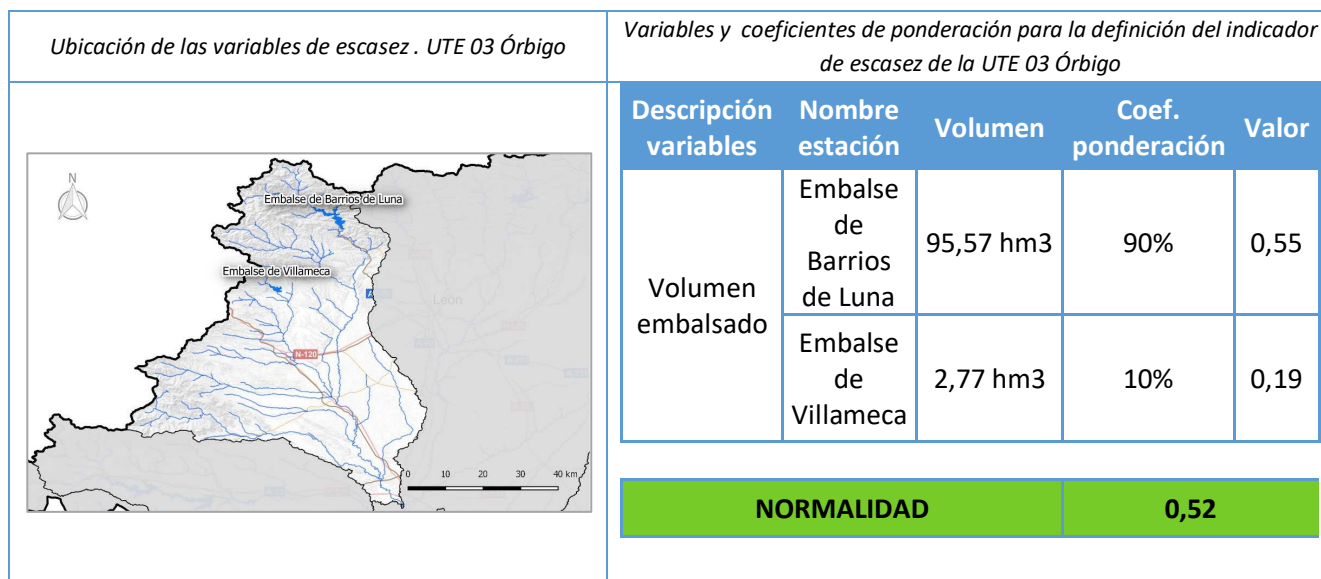 Ubicación de las variables de escasez . UTE 03 Órbigo
Variables y coeficientes de ponderación para la definición del indicador
de escasez de la UTE 03 Órbigo
N
Embalse de Barrios de Luna
Embalse de Villameca
León
A
N-120
0 10 20 30 40 km
Descripción variables
Nombre estación
Volumen
Coef. ponderación
Valor
Volumen
embalsado
Embalse
de
Barrios
de Luna
95,57 hm3
90%
0,55
Embalse
de
Villameca
2,77 hm3
10%
0,19
NORMALIDAD
0,52